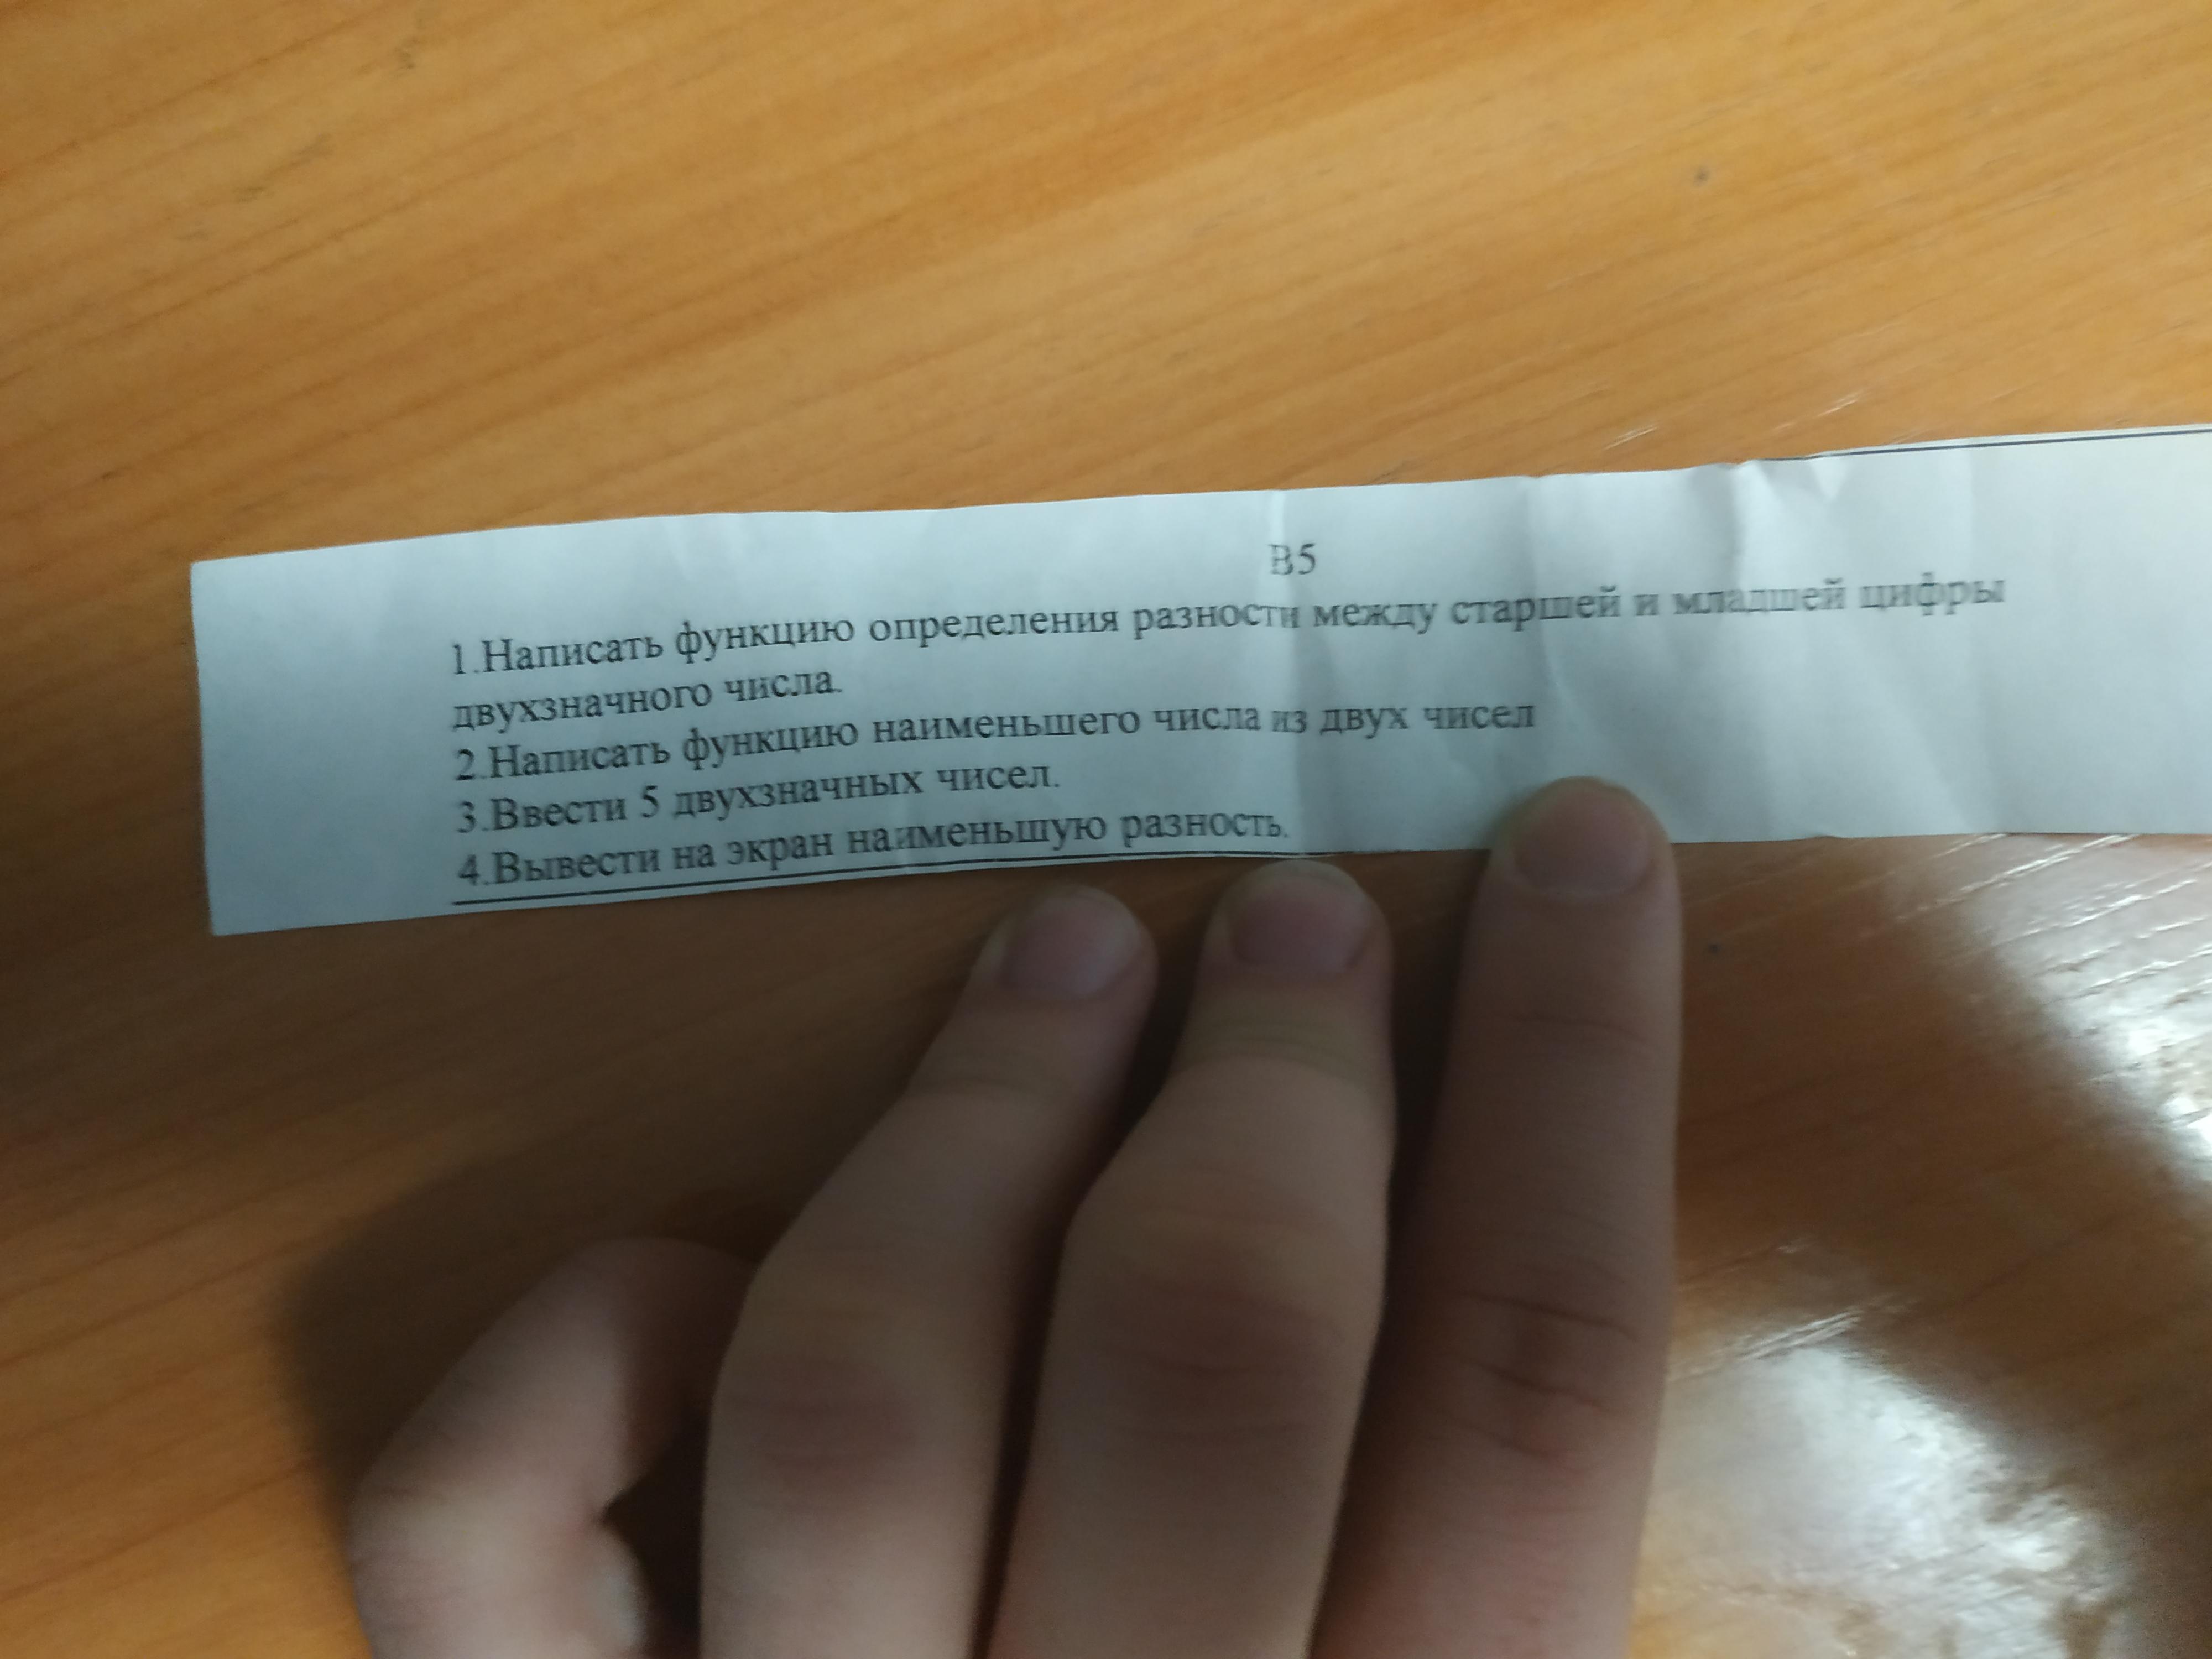 В5
1.Написать функцию определения разности между старшей и младшей цифры
двухзначного числа.
2.Написать функцию наименьшего числа из двух чисел
3.Ввести 5 двухзначных чисел.
4.Вывести на экран наименьшую разность.